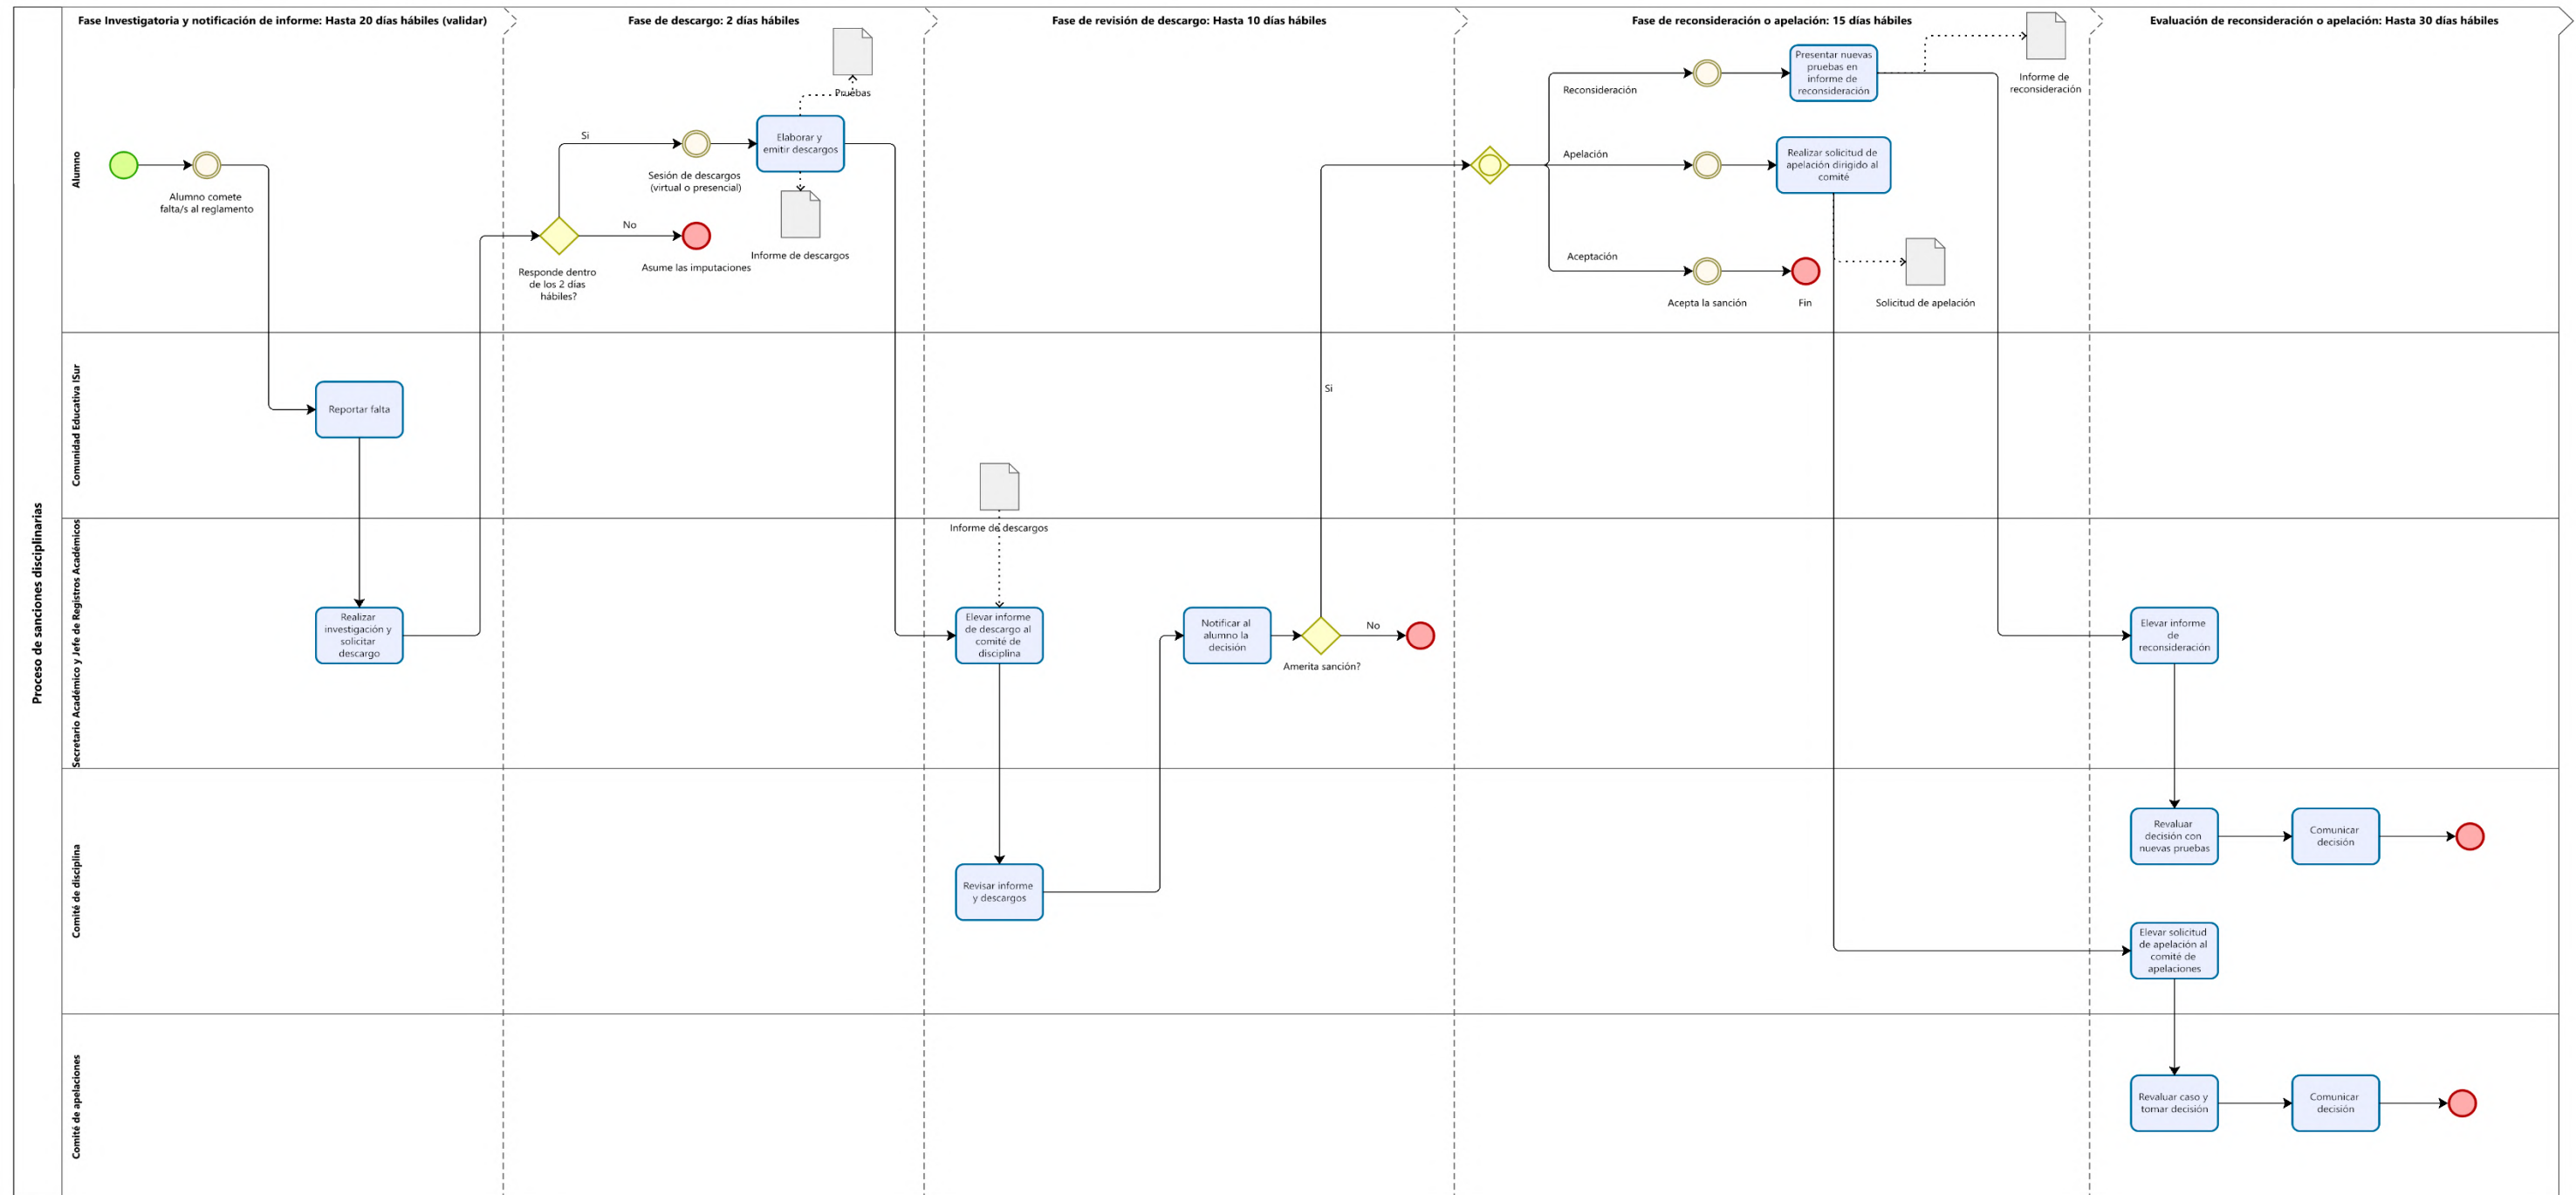 Proceso de sanciones disciplinarias
Fase Investigatoria y notificación de informe: Hasta 20 días hábiles (validar)
Fase de descargo: 2 días hábiles
Fase de revisión de descargo: Hasta 10 días hábiles
Fase de reconsideración o apelación: 15 días hábiles
Evaluación de reconsideración o apelación: Hasta 30 días hábiles
Alumno
Alumno comete
falta/s al reglamento
Responde dentro
de los 2 días
hábiles?
Si
No
Sesión de descargos
(virtual o presencial)
Asume las imputaciones
Elaborar y
emitir descargos
Pruebas
Informe de descargos
Reconsideración
Apelación
Aceptación
Presentar nuevas
pruebas en
informe de
reconsideración
Informe de
reconsideración
Realizar solicitud de
apelación dirigido al
comité
Solicitud de apelación
Acepta la sanción
Fin
Comunidad Educativa ISur
Reportar falta
Si
Informe de descargos
Secretario Académico y Jefe de Registros Académicos
Realizar
investigación y
solicitar
descargo
Elevar informe
de descargo al
comité de
disciplina
Notificar al
alumno la
decisión
Amerita sanción?
No
Elevar informe
de
reconsideración
Comité de disciplina
Revisar informe
y descargos
Revaluar
decisión con
nuevas pruebas
Comunicar
decisión
Elevar solicitud
de apelación al
comité de
apelaciones
Comité de apelaciones
Revaluar caso y
tomar decisión
Comunicar
decisión